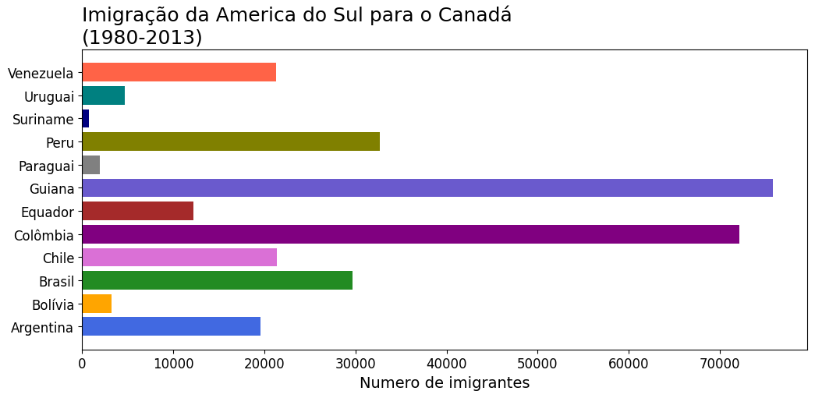 Imigração da America do Sul para o Canadá
(1980-2013)
Venezuela
Uruguai
Suriname
Peru
Paraguai
Guiana
Equador
Colômbia
Chile
Brasil
Bolívia
Argentina
0 10000 20000 30000 40000 50000 60000 70000
Numero de imigrantes